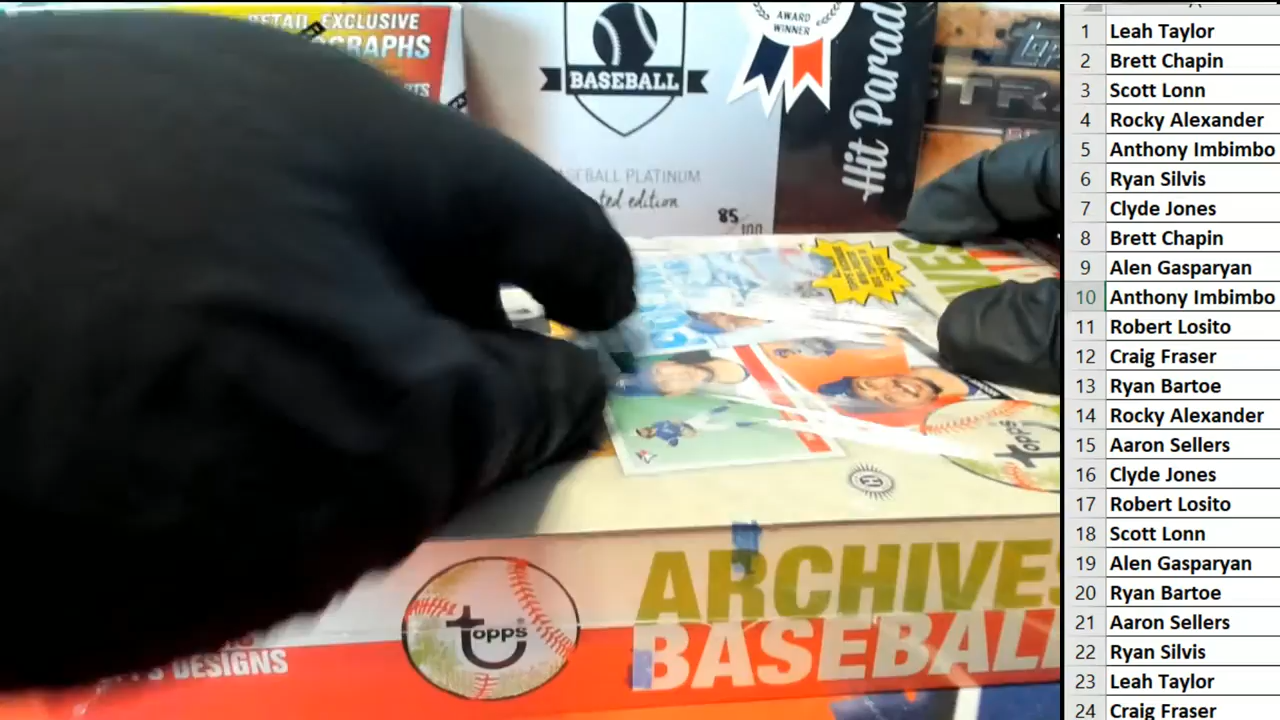 RETAIL EXCLUSIVE
OGRAPHS
BASEBALL
AWARD
WINNER
Hit Parad
BALL PLATINUM
ted edition
85
100
topps
ARCHIVES
BASEBALL
topps
S DESIGNS
1 Leah Taylor
2 Brett Chapin
3 Scott Lonn
4 Rocky Alexander
5 Anthony Imbimbo
6 Ryan Silvis
7 Clyde Jones
8 Brett Chapin
9 Alen Gasparyan
10 Anthony Imbimbo
11 Robert Losito
12 Craig Fraser
13 Ryan Bartoe
14 Rocky Alexander
15 Aaron Sellers
16 Clyde Jones
17 Robert Losito
18 Scott Lonn
19 Alen Gasparyan
20 Ryan Bartoe
21 Aaron Sellers
22 Ryan Silvis
23 Leah Taylor
24 Craig Fraser